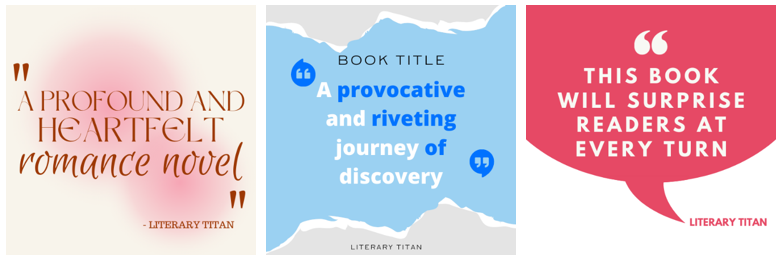 "
A PROFOUND AND
HEARTFELT
romance novel
"
- LITERARY TITAN
BOOK TITLE
“
A provocative
and riveting
journey of
discovery
”
LITERARY TITAN
“
THIS BOOK
WILL SURPRISE
READERS AT
EVERY TURN
LITERARY TITAN